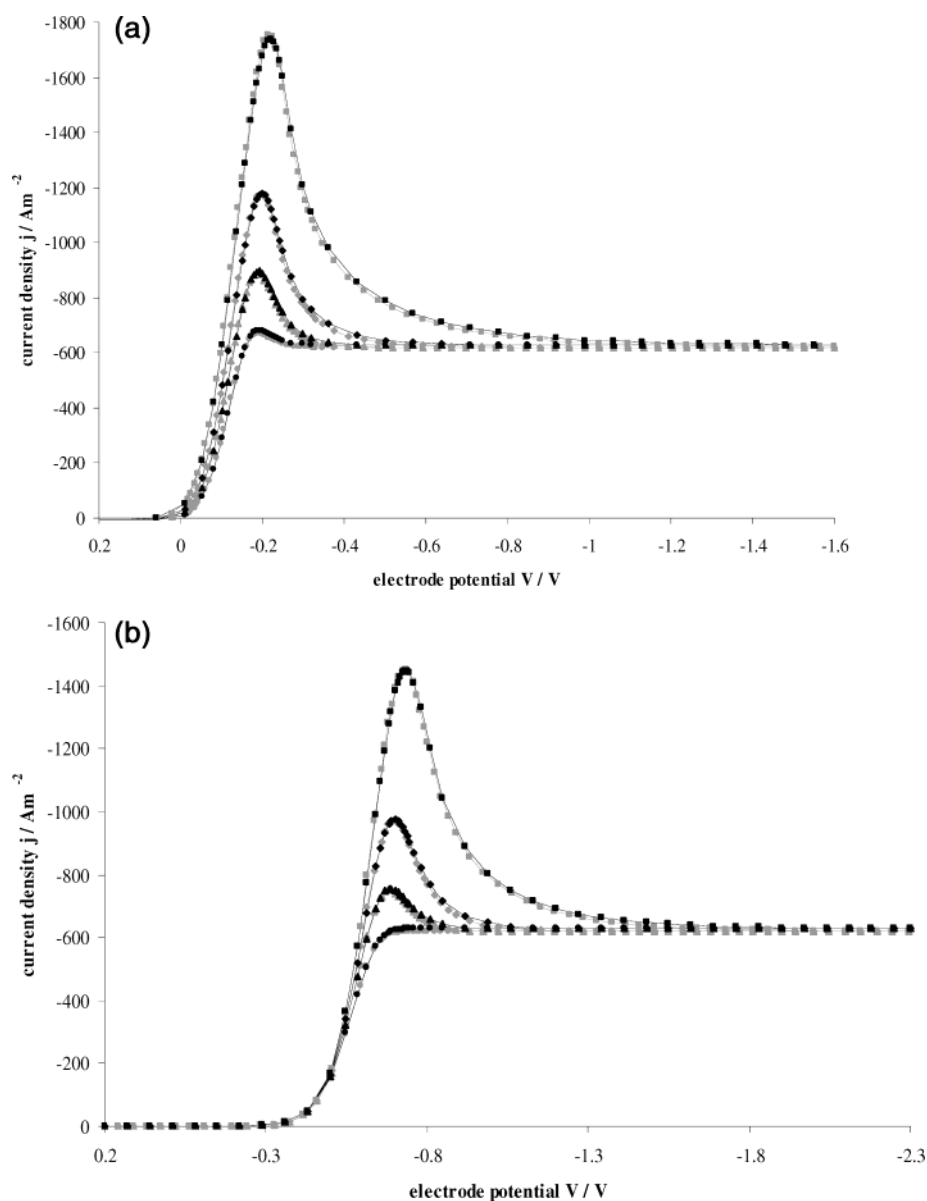 (a)
-1800
-1600
-1400
-1200
-1000
-800
-600
-400
-200
0
current density j / Am⁻²
0.2 0 -0.2 -0.4 -0.6 -0.8 -1 -1.2 -1.4 -1.6
electrode potential V / V
(b)
-1600
-1400
-1200
-1000
-800
-600
-400
-200
0
current density j / Am⁻²
0.2 -0.3 -0.8 -1.3 -1.8 -2.3
electrode potential V / V